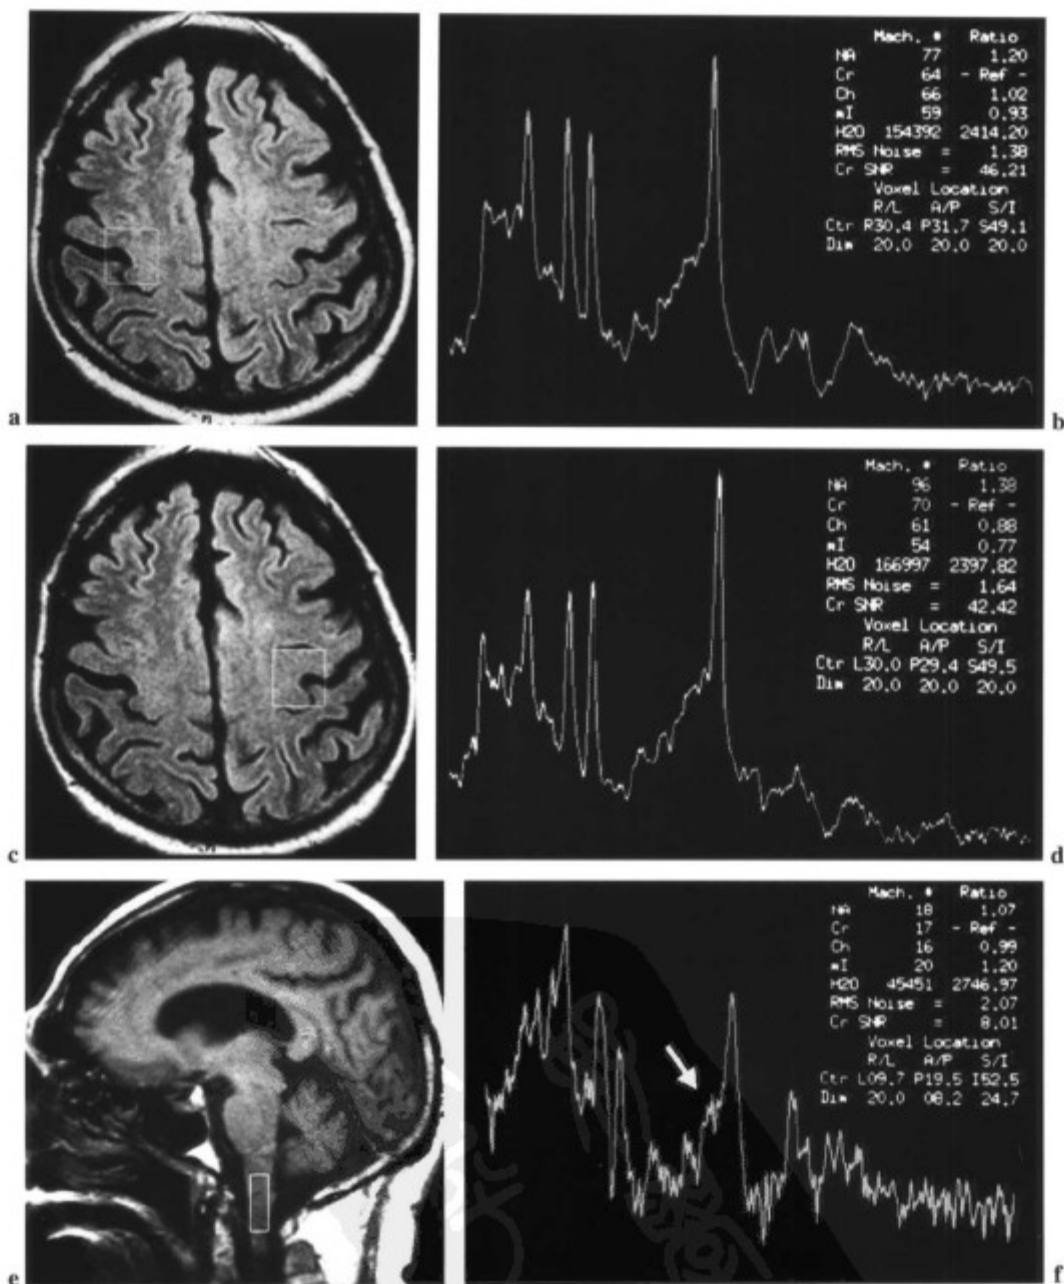 a
Mach. # Ratio
NA 77 1.20
Cr 64 - Ref -
Ch 66 1.02
mI 59 0.93
H2O 154392 2414.20
RMS Noise = 1.38
Cr SNR = 46.21
Voxel Location
R/L A/P S/I
Ctr R30.4 P31.7 S49.1
Dim 20.0 20.0 20.0
b
c
Mach. # Ratio
NA 96 1.38
Cr 70 - Ref -
Ch 61 0.88
mI 54 0.77
H2O 166997 2397.82
RMS Noise = 1.64
Cr SNR = 42.42
Voxel Location
R/L A/P S/I
Ctr L30.0 P29.4 S49.5
Dim 20.0 20.0 20.0
d
e
Mach. # Ratio
NA 18 1.07
Cr 17 - Ref -
Ch 16 0.99
mI 20 1.20
H2O 45451 2746.97
RMS Noise = 2.07
Cr SNR = 8.01
Voxel Location
R/L A/P S/I
Ctr L09.7 P19.5 I52.5
Dim 20.0 08.2 24.7
f